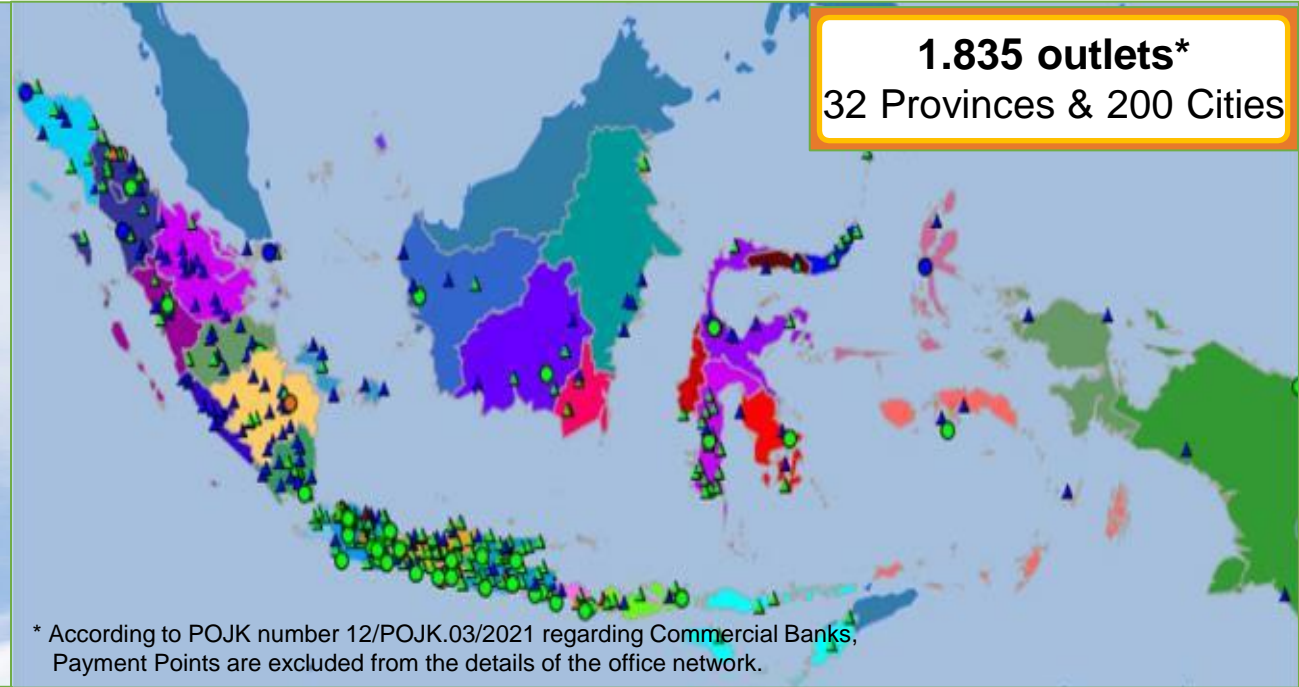 1.835 outlets*
32 Provinces & 200 Cities
* According to POJK number 12/POJK.03/2021 regarding Commercial Banks,
Payment Points are excluded from the details of the office network.